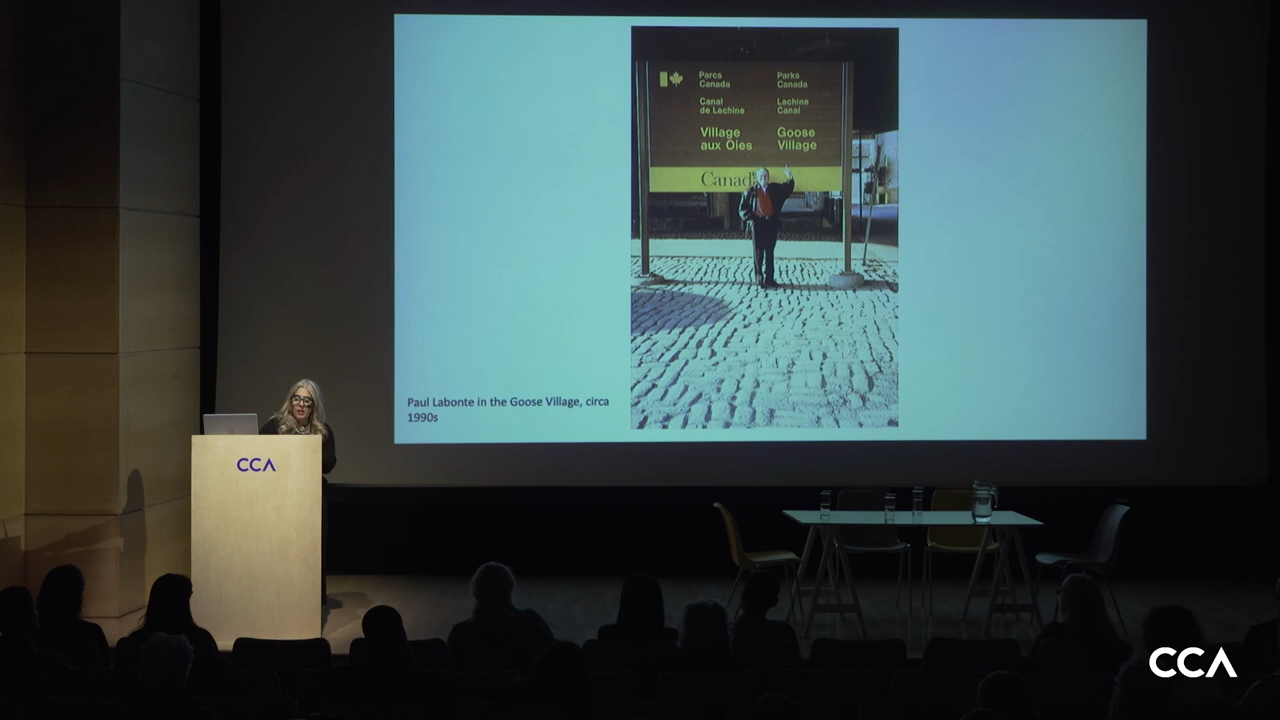 Parcs
Canada
Parks
Canada
Canal
de Lachine
Lachine
Canal
Village
aux Oies
Goose
Village
Canad
Paul Labonte in the Goose Village, circa
1990s
CCA
CCA